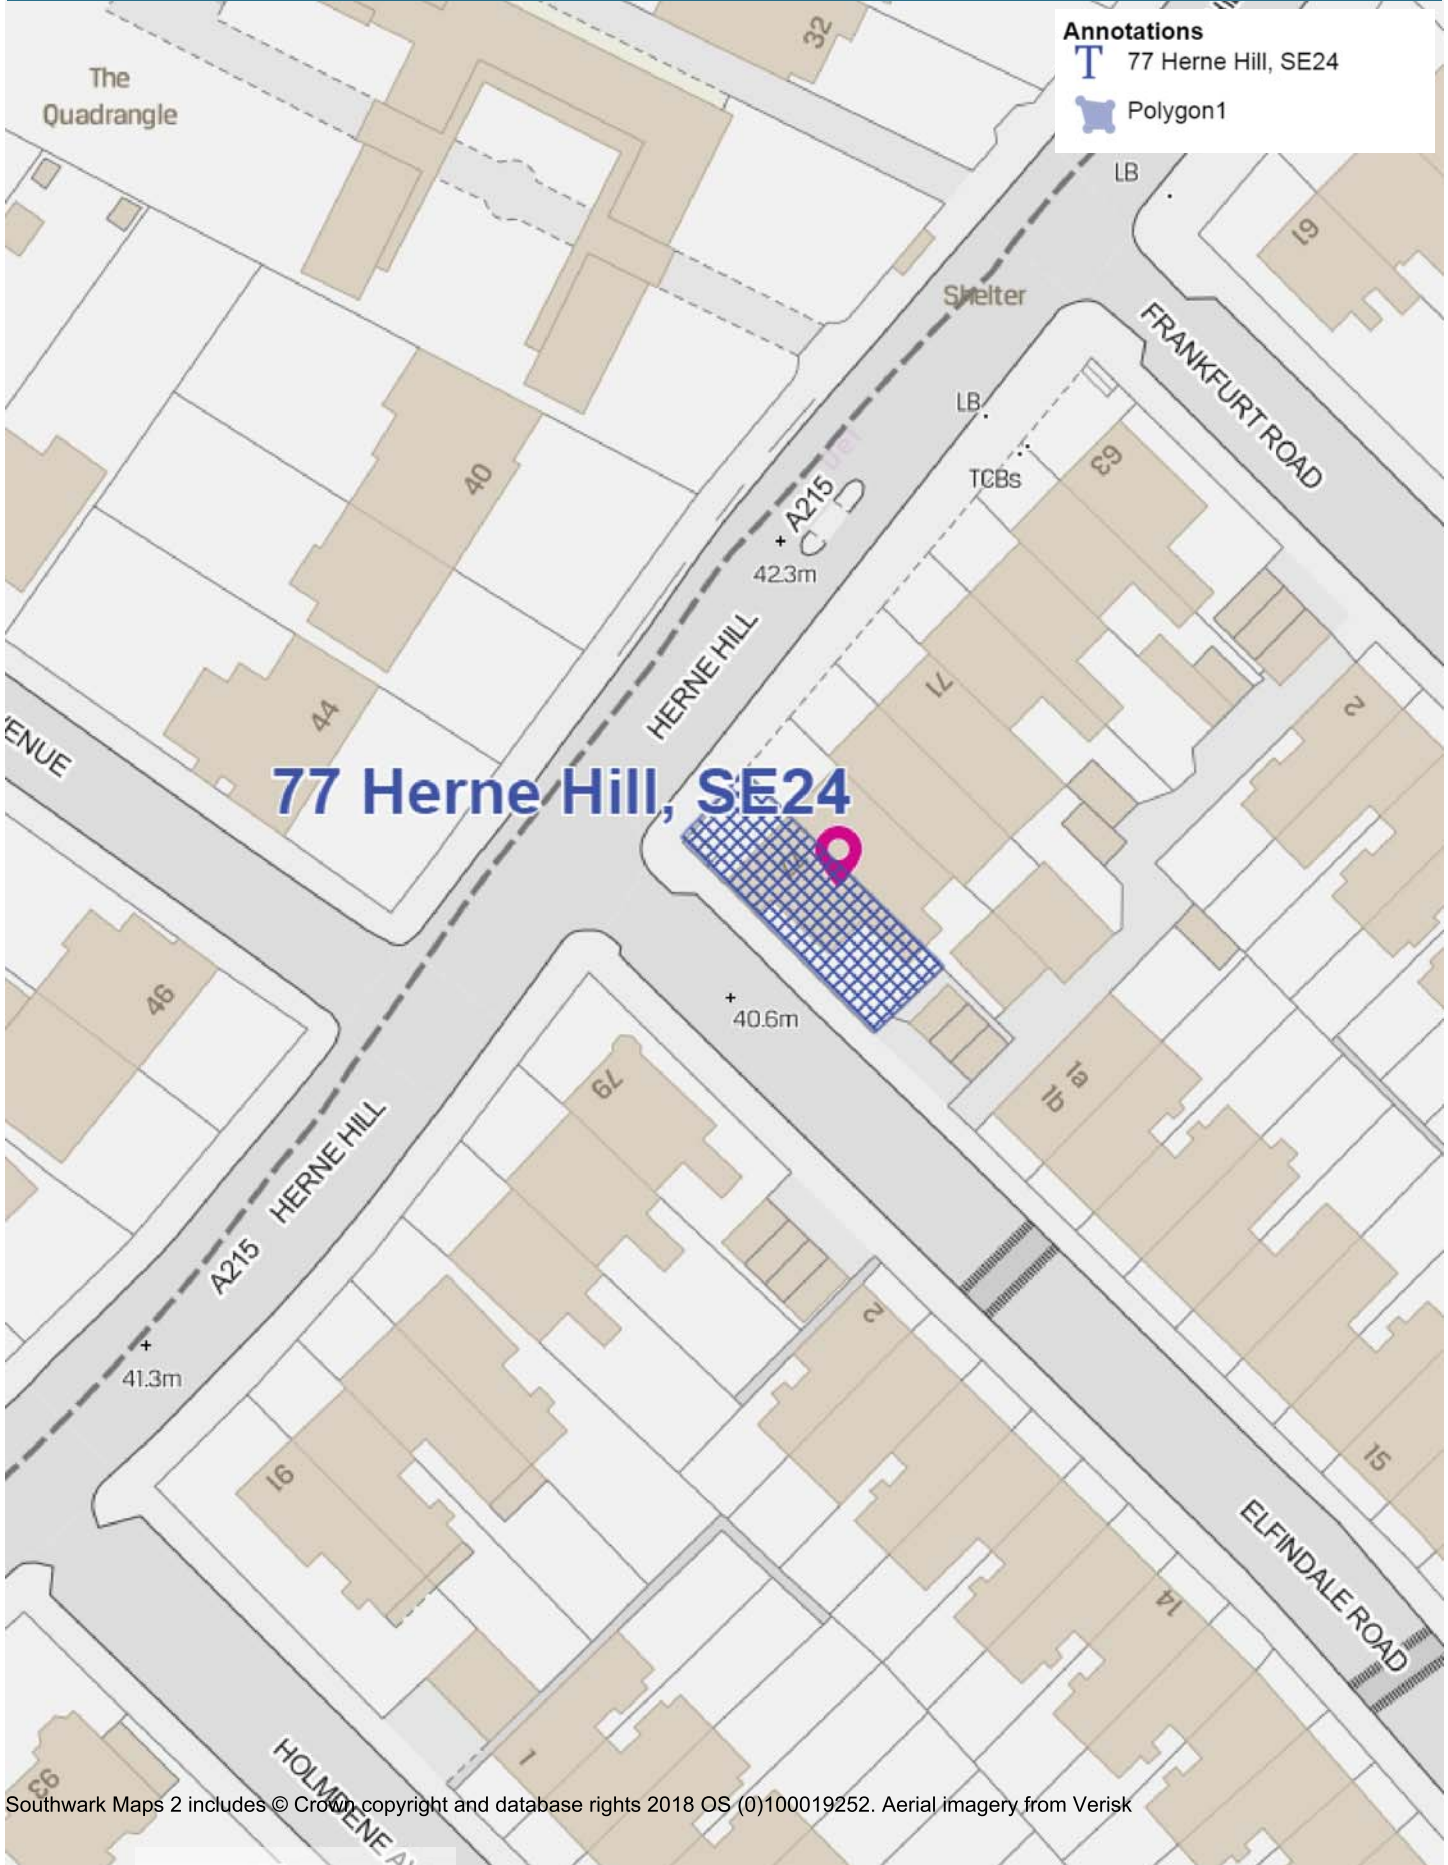 Annotations
77 Herne Hill, SE24
Polygon1
32
The
Quadrangle
LB
61
Shelter
FRANKFURT ROAD
LB
TCBs
63
40
A215
42.3m
HERNE HILL
71
2
44
77 Herne Hill, SE24
46
40.6m
1a
1b
79
HERNE HILL
A215
2
41.3m
91
15
ELFINDALE ROAD
14
1
93
HOLMDENE
Southwark Maps 2 includes © Crown copyright and database rights 2018 OS (0)100019252. Aerial imagery from Verisk